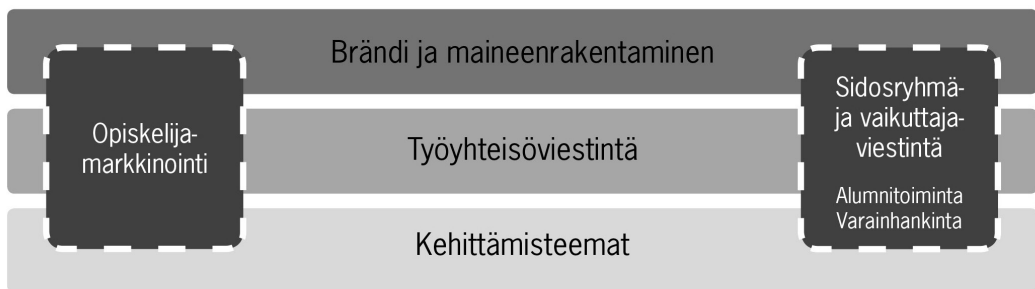 Brändi ja maineenrakentaminen
Opiskelija-
markkinointi
Työyhteisöviestintä
Sidosryhmä-
ja vaikuttaja-
viestintä
Alumnitoiminta
Varainhankinta
Kehittämisteemat